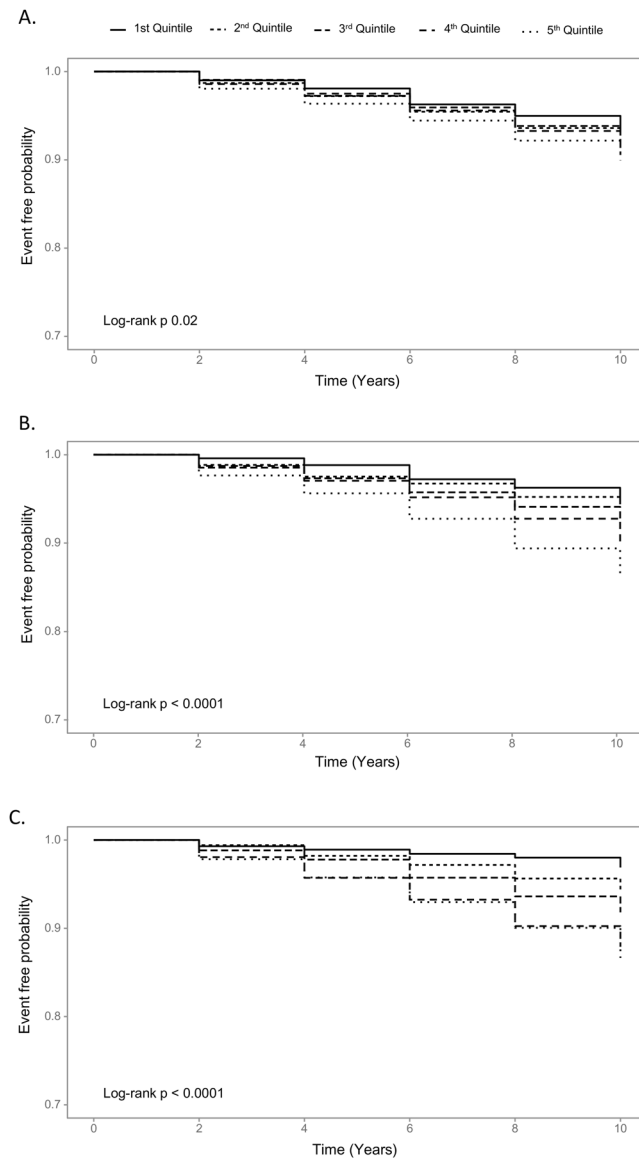 A.
1st Quintile 2nd Quintile 3rd Quintile 4th Quintile 5th Quintile
1.0
0.9
0.8
0.7
Event free probability
Log-rank p 0.02
0 2 4 6 8 10
Time (Years)
B.
1.0
0.9
0.8
0.7
Event free probability
Log-rank p < 0.0001
0 2 4 6 8 10
Time (Years)
C.
1.0
0.9
0.8
0.7
Event free probability
Log-rank p < 0.0001
0 2 4 6 8 10
Time (Years)